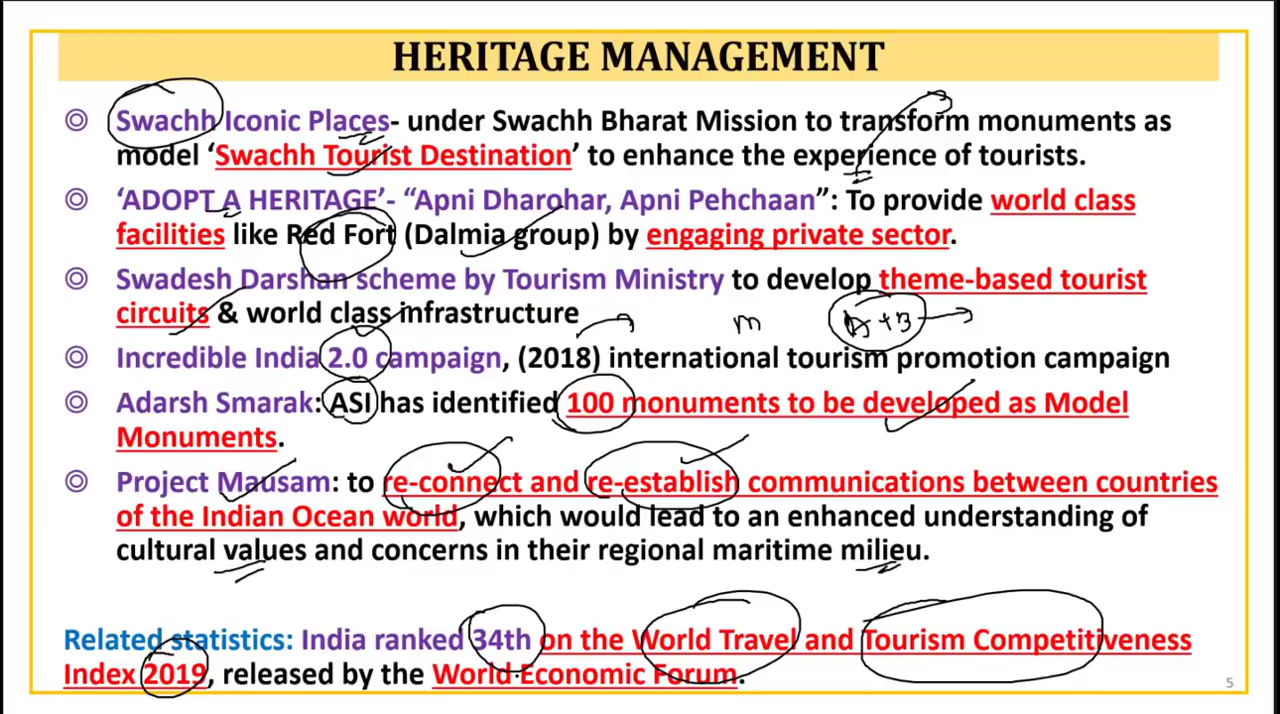 HERITAGE MANAGEMENT
◎ Swachh Iconic Places- under Swachh Bharat Mission to transform monuments as
model ‘Swachh Tourist Destination’ to enhance the experience of tourists.
◎ ‘ADOPT A HERITAGE’- “Apni Dharohar, Apni Pehchaan”: To provide world class
facilities like Red Fort (Dalmia group) by engaging private sector.
◎ Swadesh Darshan scheme by Tourism Ministry to develop theme-based tourist
circuits & world class infrastructure
m
◎ Incredible India 2.0 campaign, (2018) international tourism promotion campaign
◎ Adarsh Smarak: ASI has identified 100 monuments to be developed as Model
Monuments.
◎ Project Mausam: to re-connect and re-establish communications between countries
of the Indian Ocean world, which would lead to an enhanced understanding of
cultural values and concerns in their regional maritime milieu.
Related statistics: India ranked 34th on the World Travel and Tourism Competitiveness
Index 2019, released by the World Economic Forum.
5